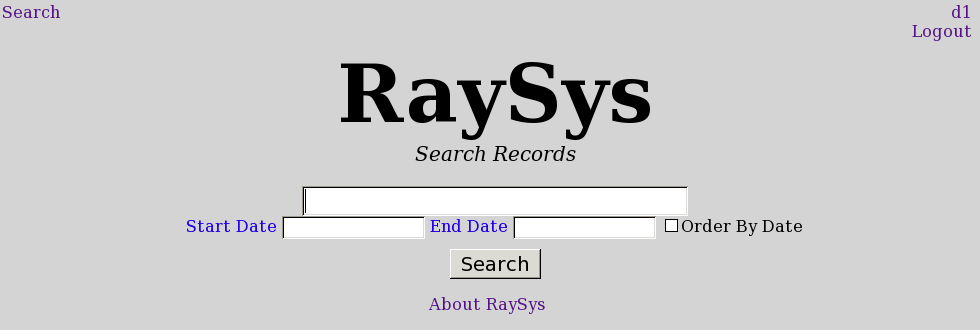 Search
d1
Logout
RaySys
Search Records
Start Date End Date Order By Date
Search
About RaySys